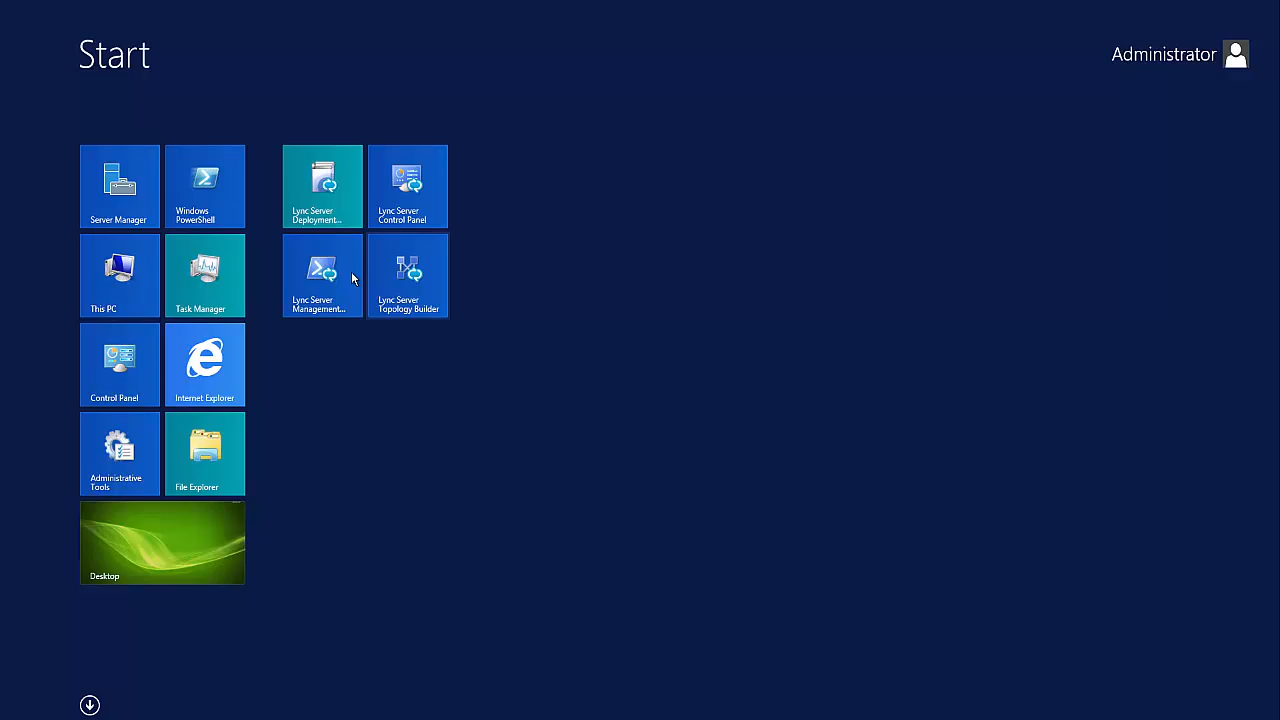 Start
Administrator
Server Manager
Windows
PowerShell
Lync Server
Deployment...
Lync Server
Control Panel
This PC
Task Manager
Lync Server
Management...
Lync Server
Topology Builder
Control Panel
Internet Explorer
Administrative
Tools
File Explorer
Desktop